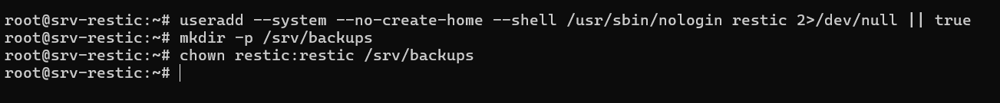 root@srv-restic:~# useradd --system --no-create-home --shell /usr/sbin/nologin restic 2>/dev/null || true
root@srv-restic:~# mkdir -p /srv/backups
root@srv-restic:~# chown restic:restic /srv/backups
root@srv-restic:~#